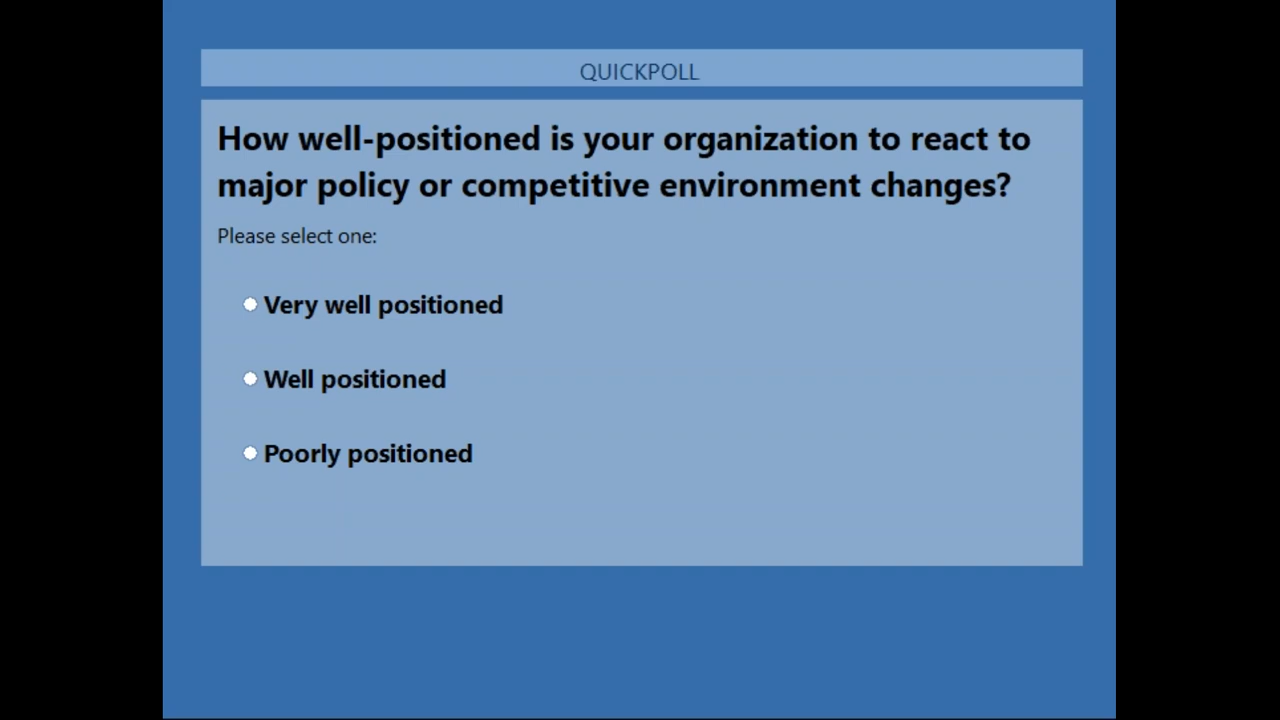 QUICKPOLL
How well-positioned is your organization to react to
major policy or competitive environment changes?
Please select one:
Very well positioned
Well positioned
Poorly positioned